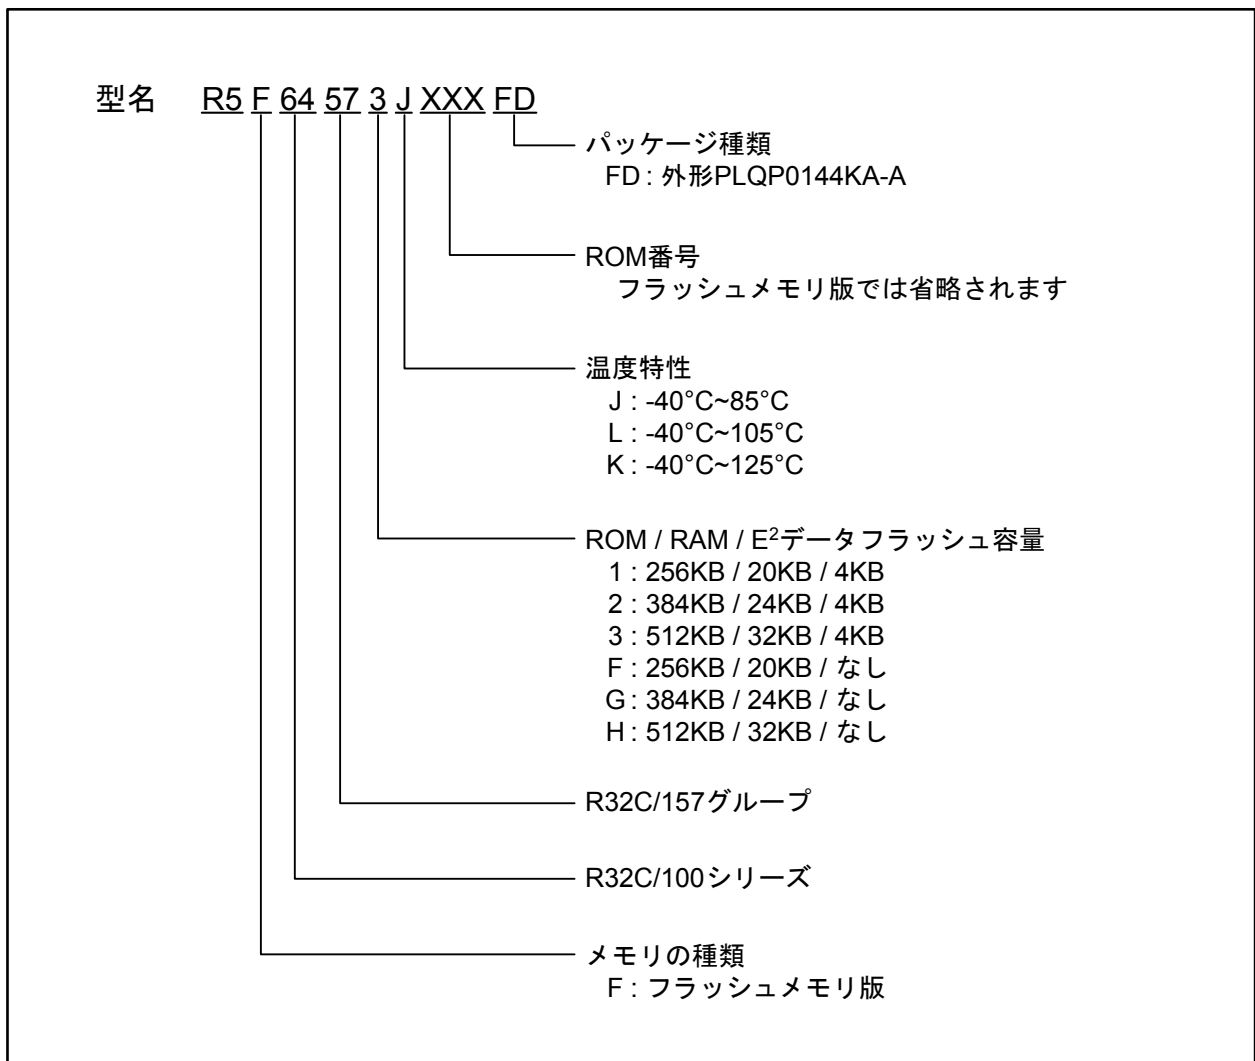 型名 R5 F 64 57 3 J XXX FD
パッケージ種類
FD : 外形PLQP0144KA-A
ROM番号
フラッシュメモリ版では省略されます
温度特性
J : -40°C~85°C
L : -40°C~105°C
K : -40°C~125°C
ROM / RAM / E²データフラッシュ容量
1 : 256KB / 20KB / 4KB
2 : 384KB / 24KB / 4KB
3 : 512KB / 32KB / 4KB
F : 256KB / 20KB / なし
G : 384KB / 24KB / なし
H : 512KB / 32KB / なし
R32C/157グループ
R32C/100シリーズ
メモリの種類
F : フラッシュメモリ版